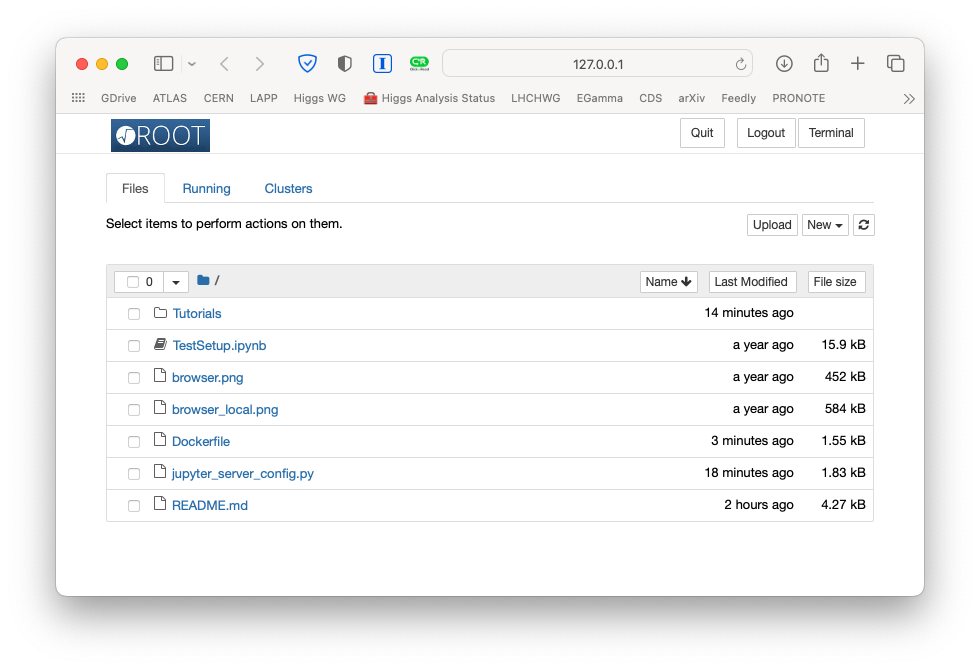 127.0.0.1
GDrive ATLAS CERN LAPP Higgs WG Higgs Analysis Status LHCHWG EGamma CDS arXiv Feedly PRONOTE
ROOT Quit Logout Terminal
Files Running Clusters
Select items to perform actions on them. Upload New
0 / Name Last Modified File size
Tutorials 14 minutes ago
TestSetup.ipynb a year ago 15.9 kB
browser.png a year ago 452 kB
browser_local.png a year ago 584 kB
Dockerfile 3 minutes ago 1.55 kB
jupyter_server_config.py 18 minutes ago 1.83 kB
README.md 2 hours ago 4.27 kB